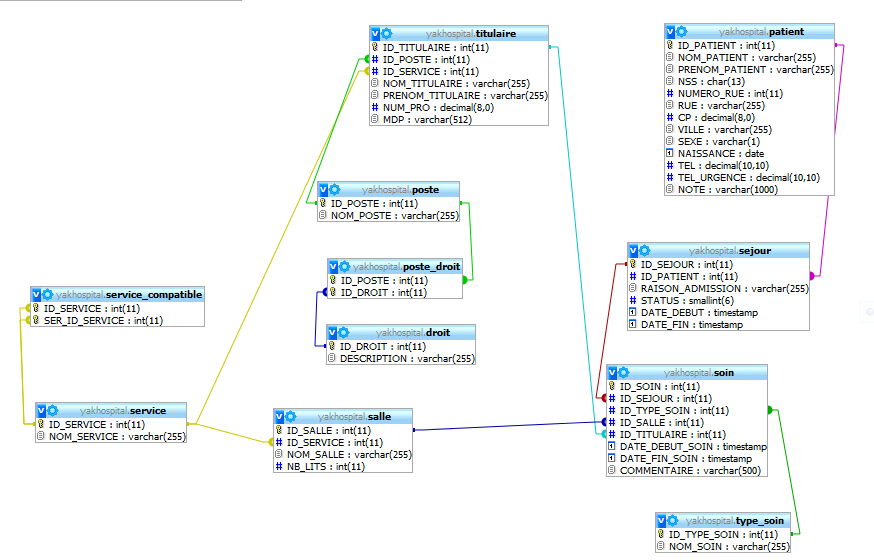 yakhospital.titulaire
ID_TITULAIRE : int(11)
ID_POSTE : int(11)
ID_SERVICE : int(11)
NOM_TITULAIRE : varchar(255)
PRENOM_TITULAIRE : varchar(255)
NUM_PRO : decimal(8,0)
MDP : varchar(512)
yakhospital.patient
ID_PATIENT : int(11)
NOM_PATIENT : varchar(255)
PRENOM_PATIENT : varchar(255)
NSS : char(13)
NUMERO_RUE : int(11)
RUE : varchar(255)
CP : decimal(8,0)
VILLE : varchar(255)
SEXE : varchar(1)
NAISSANCE : date
TEL : decimal(10,10)
TEL_URGENCE : decimal(10,10)
NOTE : varchar(1000)
yakhospital.poste
ID_POSTE : int(11)
NOM_POSTE : varchar(255)
yakhospital.sejour
ID_SEJOUR : int(11)
ID_PATIENT : int(11)
RAISON_ADMISSION : varchar(255)
STATUS : smallint(6)
DATE_DEBUT : timestamp
DATE_FIN : timestamp
yakhospital.poste_droit
ID_POSTE : int(11)
ID_DROIT : int(11)
yakhospital.service_compatible
ID_SERVICE : int(11)
SER_ID_SERVICE : int(11)
yakhospital.droit
ID_DROIT : int(11)
DESCRIPTION : varchar(255)
yakhospital.soin
ID_SOIN : int(11)
ID_SEJOUR : int(11)
ID_TYPE_SOIN : int(11)
ID_SALLE : int(11)
ID_TITULAIRE : int(11)
DATE_DEBUT_SOIN : timestamp
DATE_FIN_SOIN : timestamp
COMMENTAIRE : varchar(500)
yakhospital.service
ID_SERVICE : int(11)
NOM_SERVICE : varchar(255)
yakhospital.salle
ID_SALLE : int(11)
ID_SERVICE : int(11)
NOM_SALLE : varchar(255)
NB_LITS : int(11)
yakhospital.type_soin
ID_TYPE_SOIN : int(11)
NOM_SOIN : varchar(255)